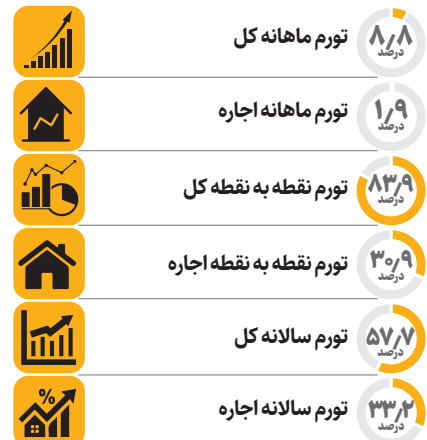 تورم ماهانه کل
۸٫۸
درصد
تورم ماهانه اجاره
۱٫۹
درصد
تورم نقطه به نقطه کل
۸۳٫۹
درصد
تورم نقطه به نقطه اجاره
۳۰٫۹
درصد
تورم سالانه کل
۵۷٫۷
درصد
تورم سالانه اجاره
۳۳٫۲
درصد
%